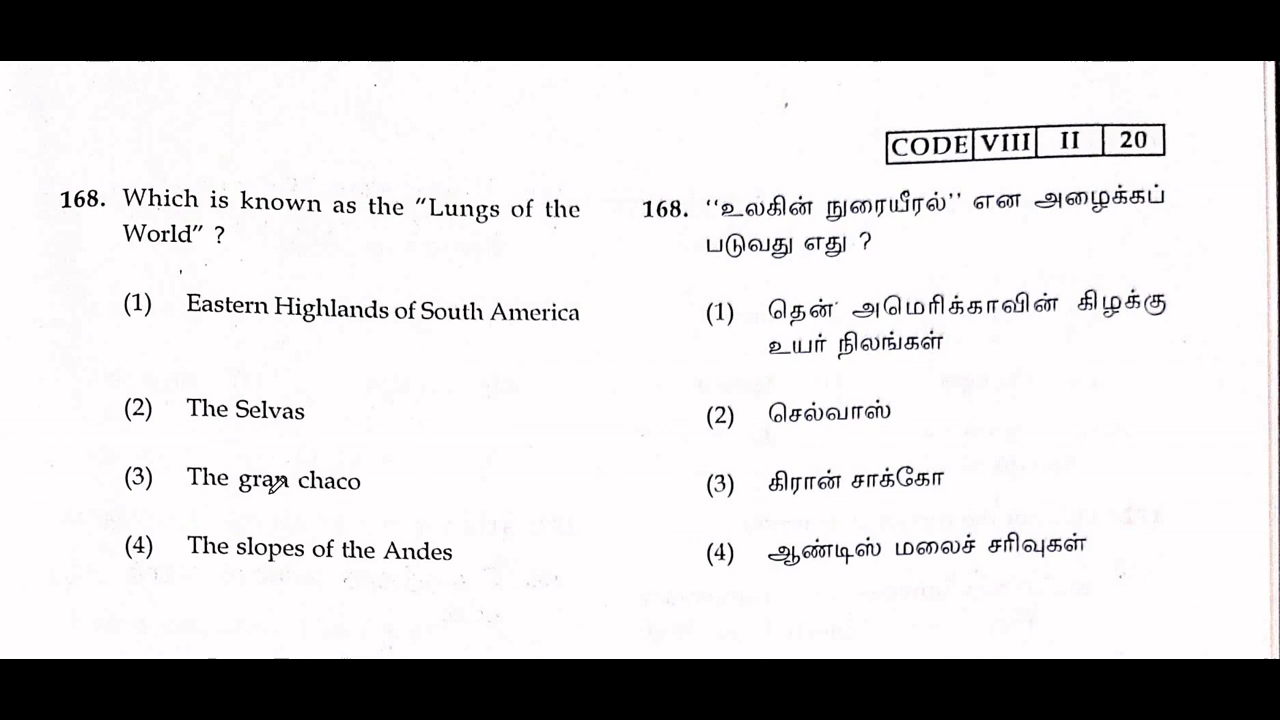 CODE VIII II 20
168. Which is known as the "Lungs of the
World" ?
(1) Eastern Highlands of South America
(2) The Selvas
(3) The gran chaco
(4) The slopes of the Andes
168. ‘‘உலகின் நுரையீரல்’’ என அழைக்கப்
படுவது எது ?
(1) தென் அமெரிக்காவின் கிழக்கு
உயர் நிலங்கள்
(2) செல்வாஸ்
(3) கிரான் சாக்கோ
(4) ஆண்டிஸ் மலைச் சரிவுகள்